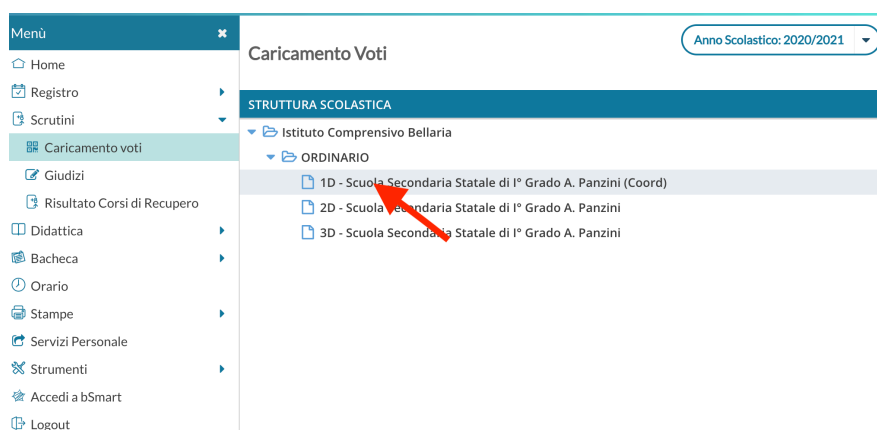 Menù
Home
Registro
Scrutini
Caricamento voti
Giudizi
Risultato Corsi di Recupero
Didattica
Bacheca
Orario
Stampe
Servizi Personale
Strumenti
Accedi a bSmart
Logout
Caricamento Voti
Anno Scolastico: 2020/2021
STRUTTURA SCOLASTICA
Istituto Comprensivo Bellaria
ORDINARIO
1D - Scuola Secondaria Statale di I° Grado A. Panzini (Coord)
2D - Scuola Secondaria Statale di I° Grado A. Panzini
3D - Scuola Secondaria Statale di I° Grado A. Panzini